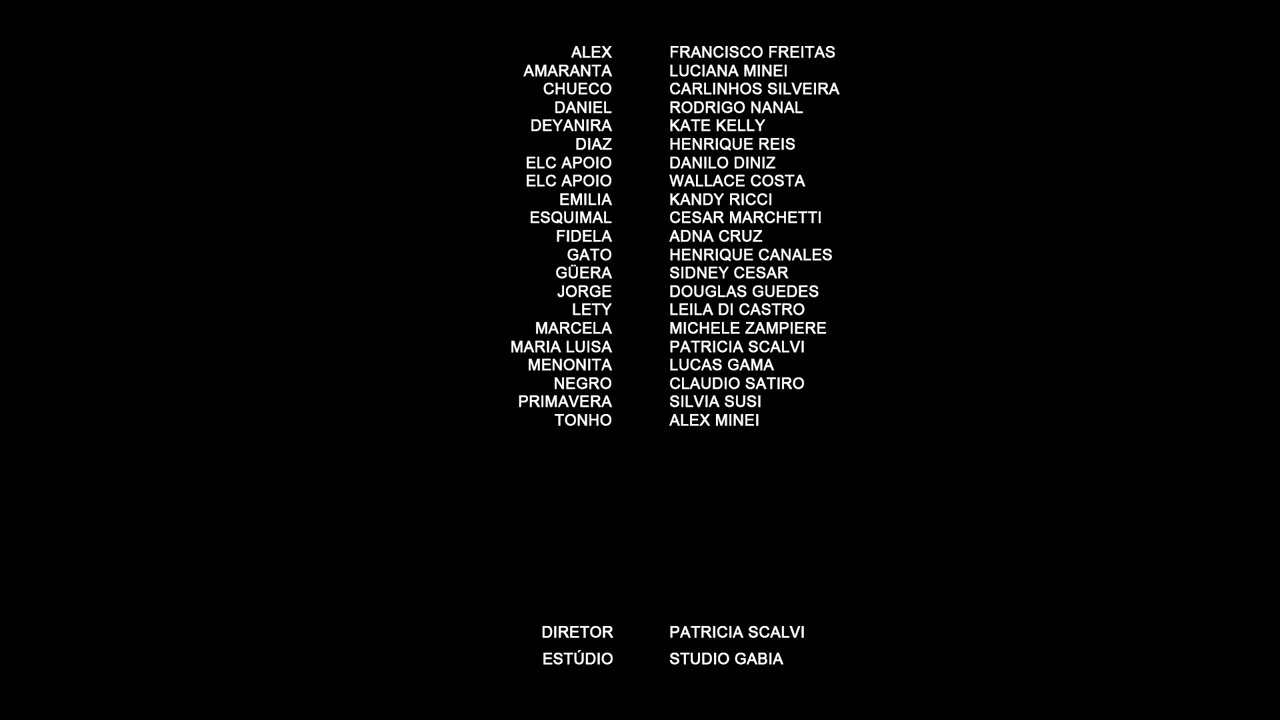 ALEX FRANCISCO FREITAS
AMARANTA LUCIANA MINEI
CHUECO CARLINHOS SILVEIRA
DANIEL RODRIGO NANAL
DEYANIRA KATE KELLY
DIAZ HENRIQUE REIS
ELC APOIO DANILO DINIZ
ELC APOIO WALLACE COSTA
EMILIA KANDY RICCI
ESQUIMAL CESAR MARCHETTI
FIDELA ADNA CRUZ
GATO HENRIQUE CANALES
GÜERA SIDNEY CESAR
JORGE DOUGLAS GUEDES
LETY LEILA DI CASTRO
MARCELA MICHELE ZAMPIERE
MARIA LUISA PATRICIA SCALVI
MENONITA LUCAS GAMA
NEGRO CLAUDIO SATIRO
PRIMAVERA SILVIA SUSI
TONHO ALEX MINEI
DIRETOR PATRICIA SCALVI
ESTÚDIO STUDIO GABIA